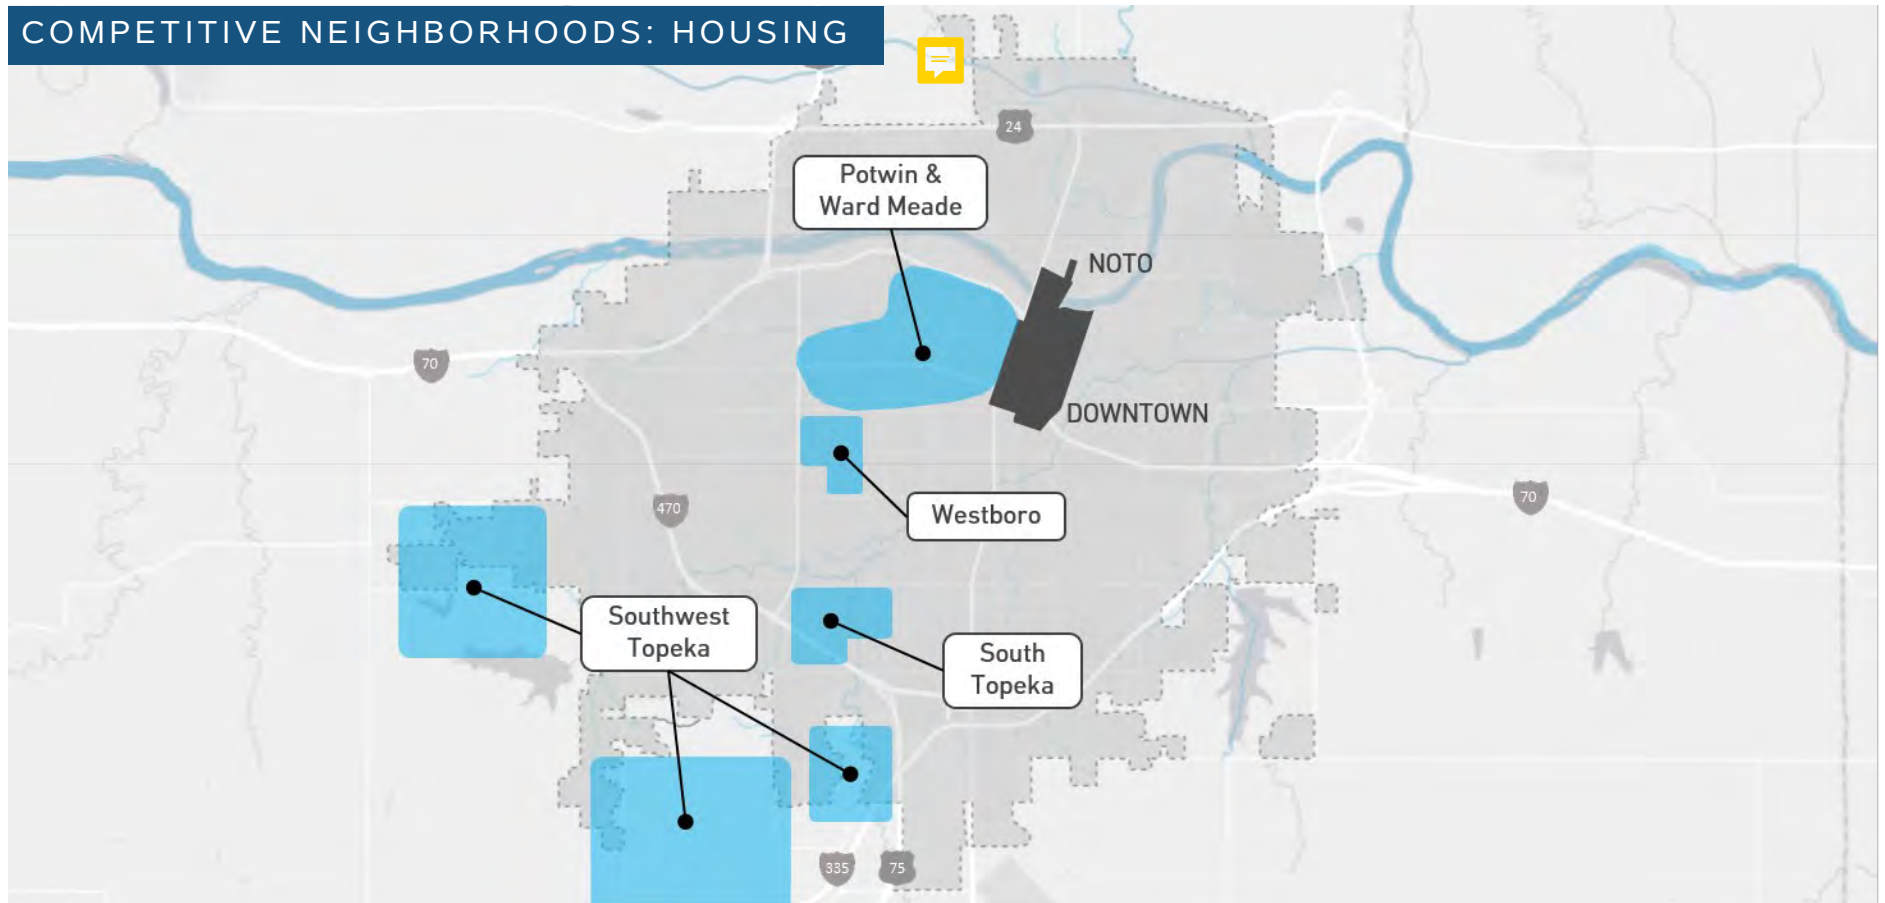 COMPETITIVE NEIGHBORHOODS: HOUSING
24
Potwin &
Ward Meade
NOTO
70
DOWNTOWN
Westboro
470
70
Southwest
Topeka
South
Topeka
335
75